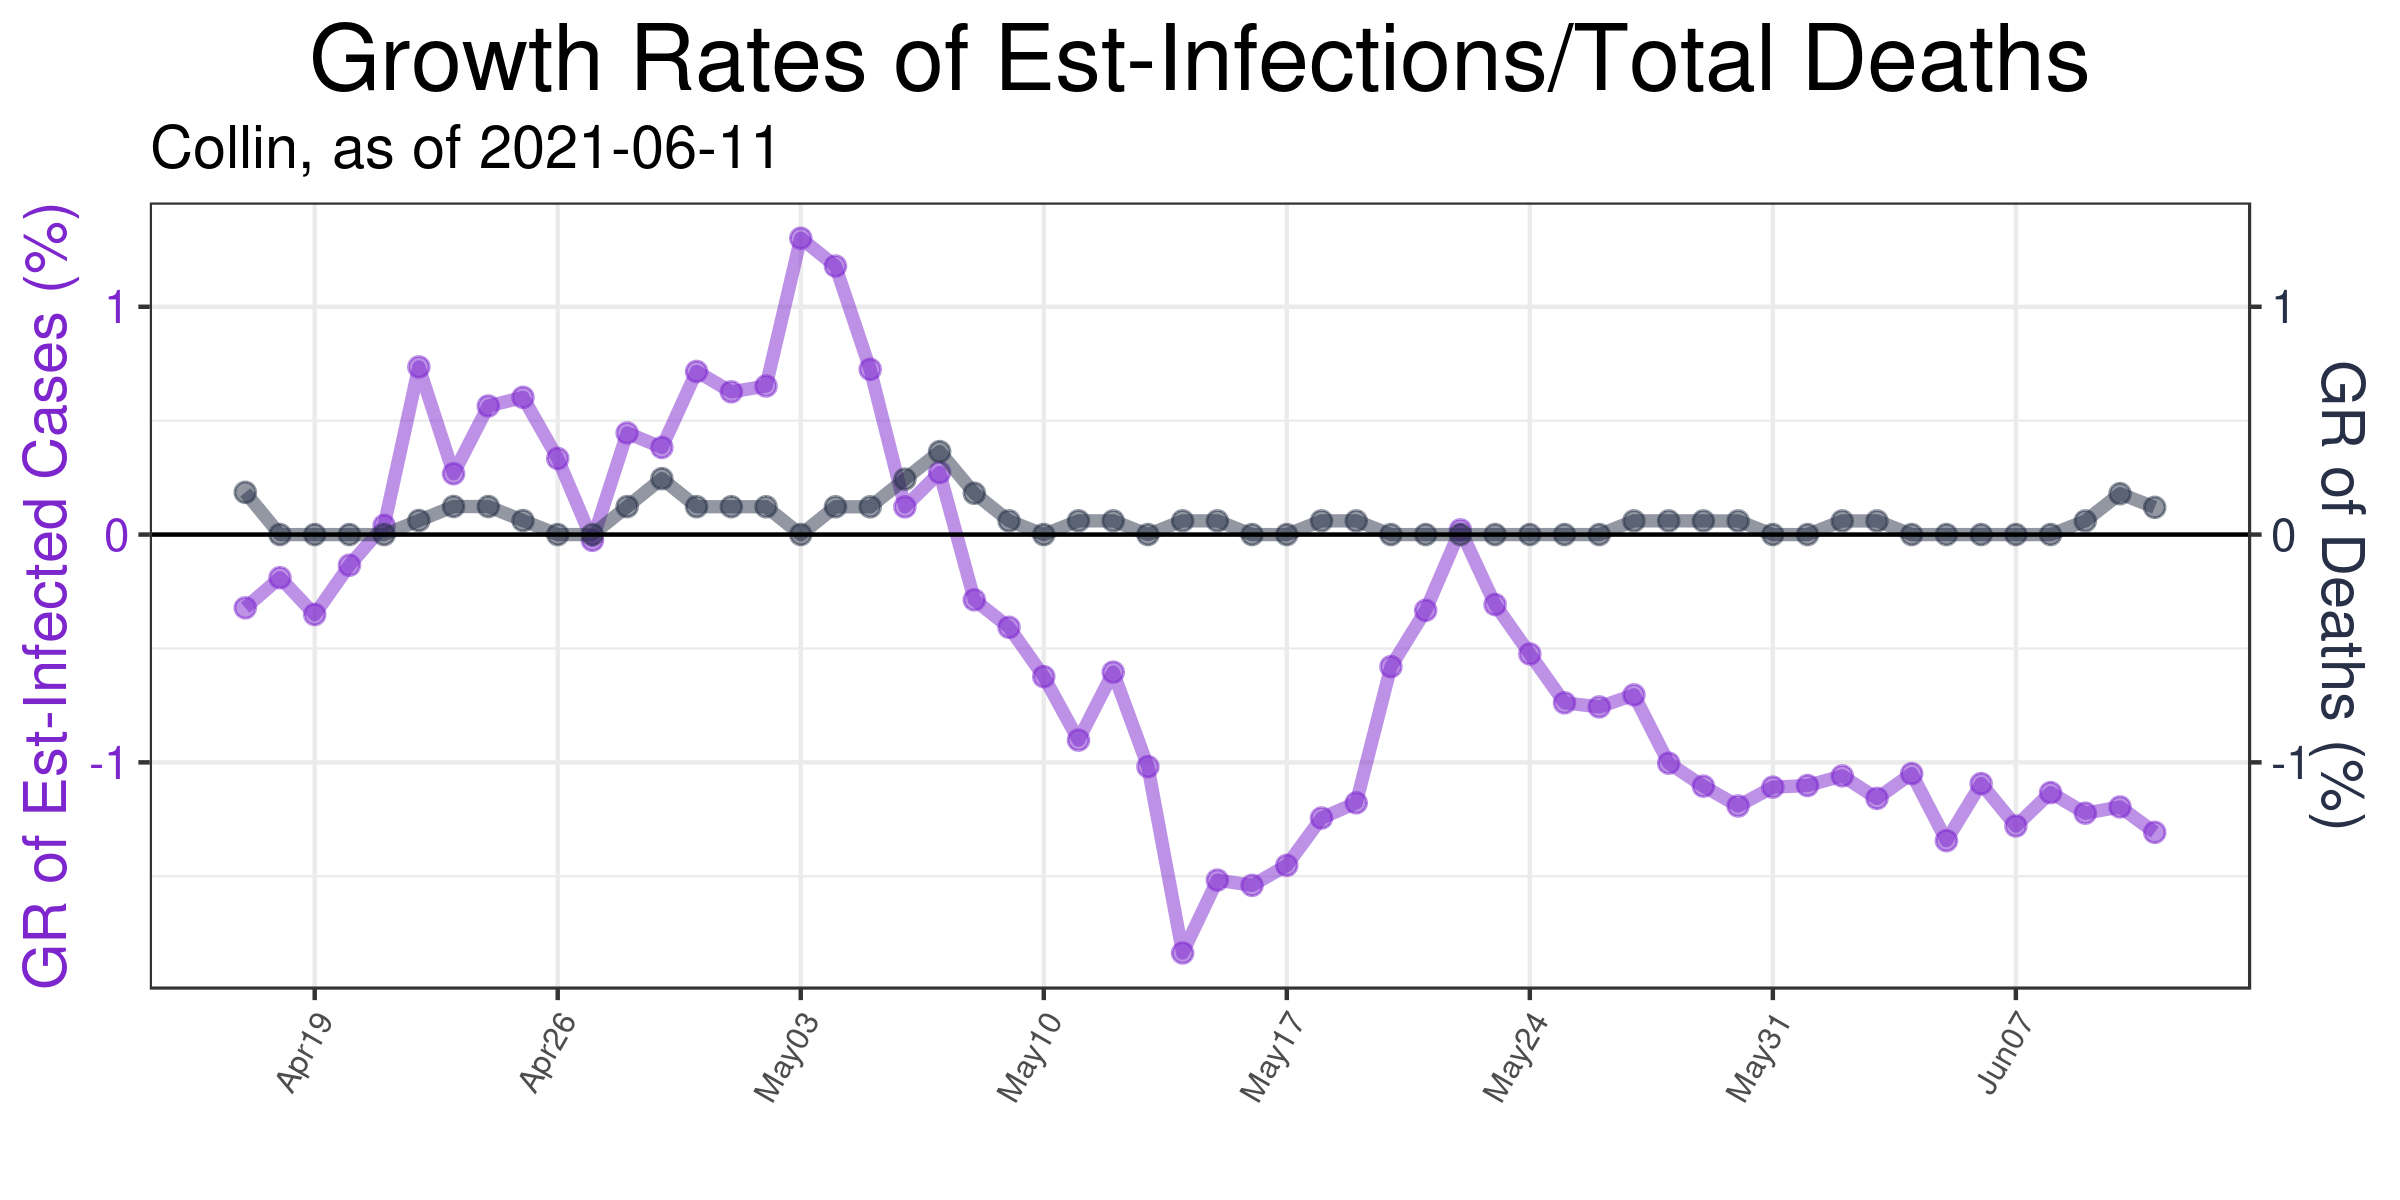 Growth Rates of Est-Infections/Total Deaths
Collin, as of 2021-06-11
GR of Est-Infected Cases (%)
1
0
-1
1
0
-1
GR of Deaths (%)
Apr19
Apr26
May03
May10
May17
May24
May31
Jun07